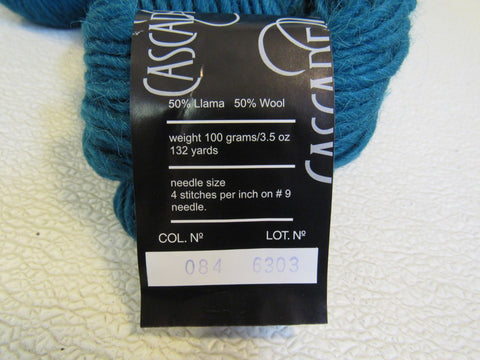 CASCADE
CASCADE
50% Llama 50% Wool
weight 100 grams/3.5 oz
132 yards
needle size
4 stitches per inch on # 9
needle.
COL. Nº LOT. Nº
084 6303